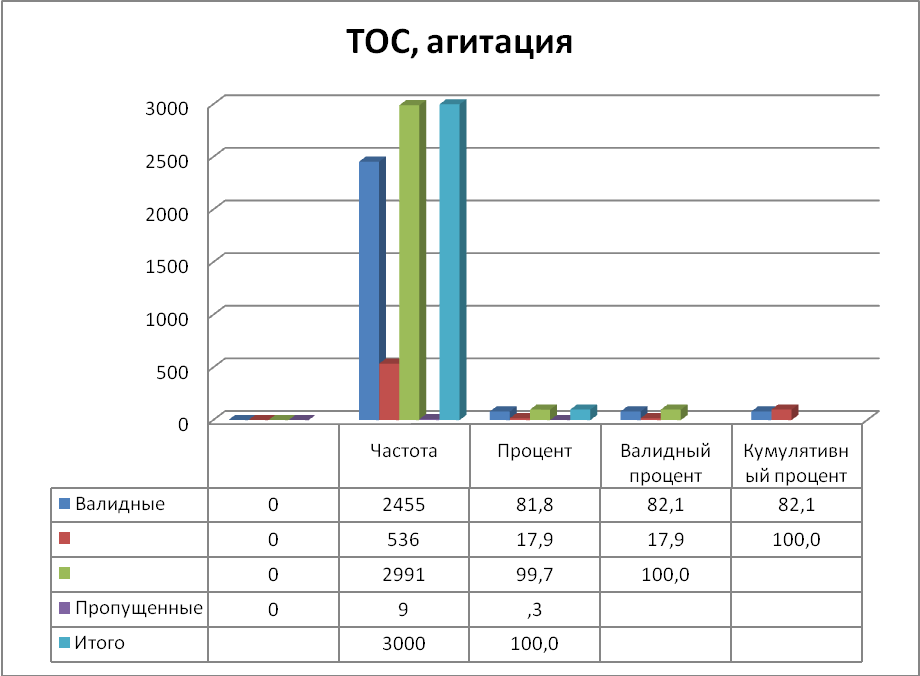 ТОС, агитация
3000
2500
2000
1500
1000
500
0
Частота Процент Валидный процент Кумулятивн ый процент
Валидные 0 2455 81,8 82,1 82,1
0 536 17,9 17,9 100,0
0 2991 99,7 100,0
Пропущенные 0 9 ,3
Итого 3000 100,0